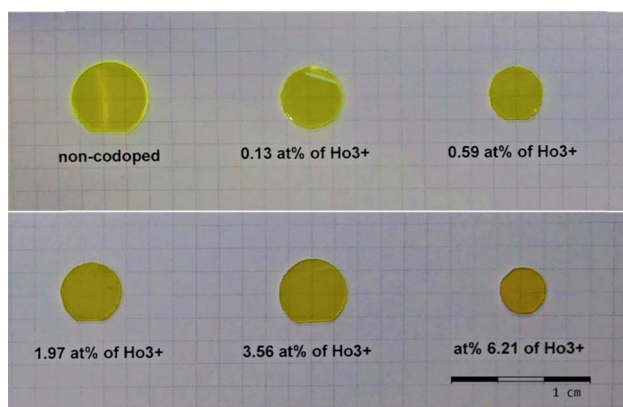 non-codoped
0.13 at% of Ho3+
0.59 at% of Ho3+
1.97 at% of Ho3+
3.56 at% of Ho3+
at% 6.21 of Ho3+
1 cm